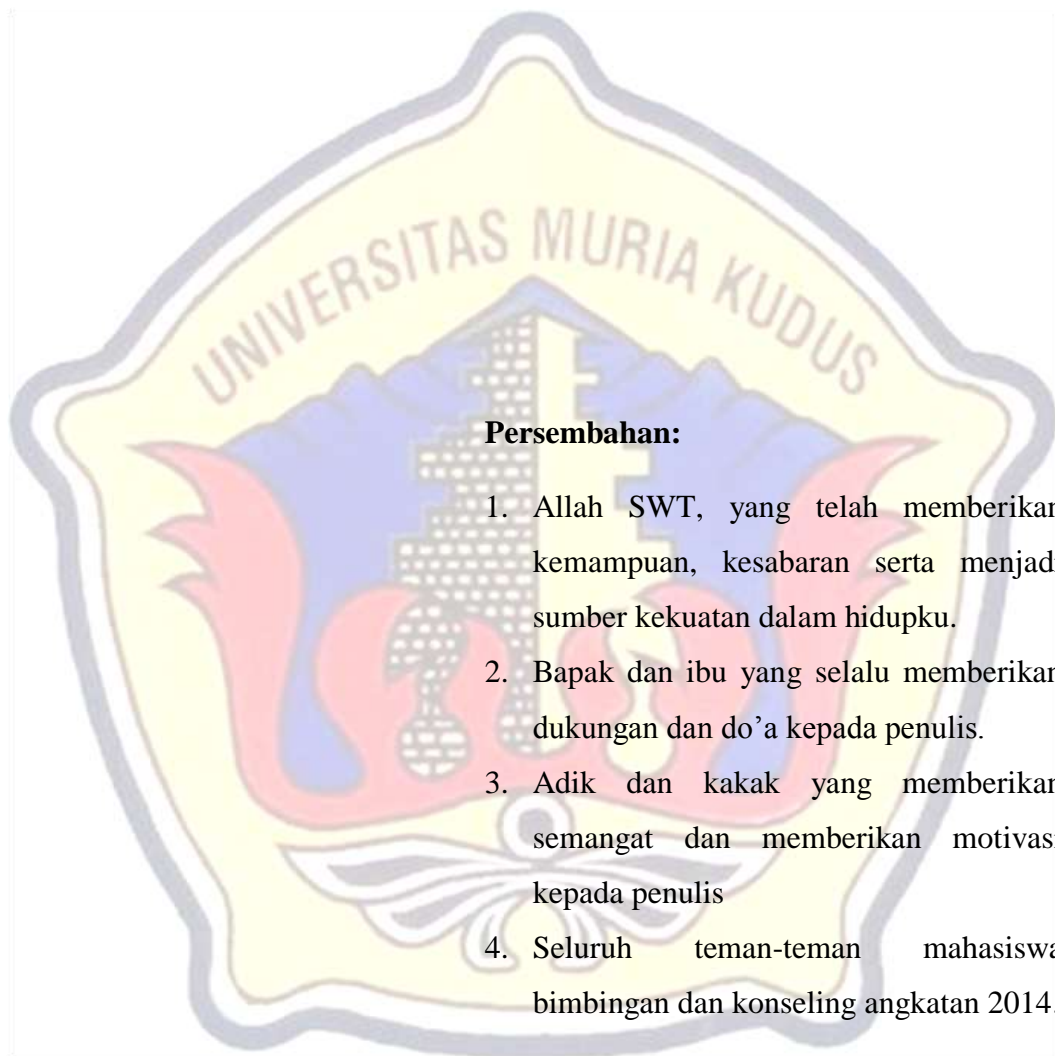 UNIVERSITAS MURIA KUDUS
Persembahan:
1. Allah SWT, yang telah memberikan
kemampuan, kesabaran serta menjadi
sumber kekuatan dalam hidupku.
2. Bapak dan ibu yang selalu memberikan
dukungan dan do’a kepada penulis.
3. Adik dan kakak yang memberikan
semangat dan memberikan motivasi
kepada penulis
4. Seluruh teman-teman mahasiswa
bimbingan dan konseling angkatan 2014.